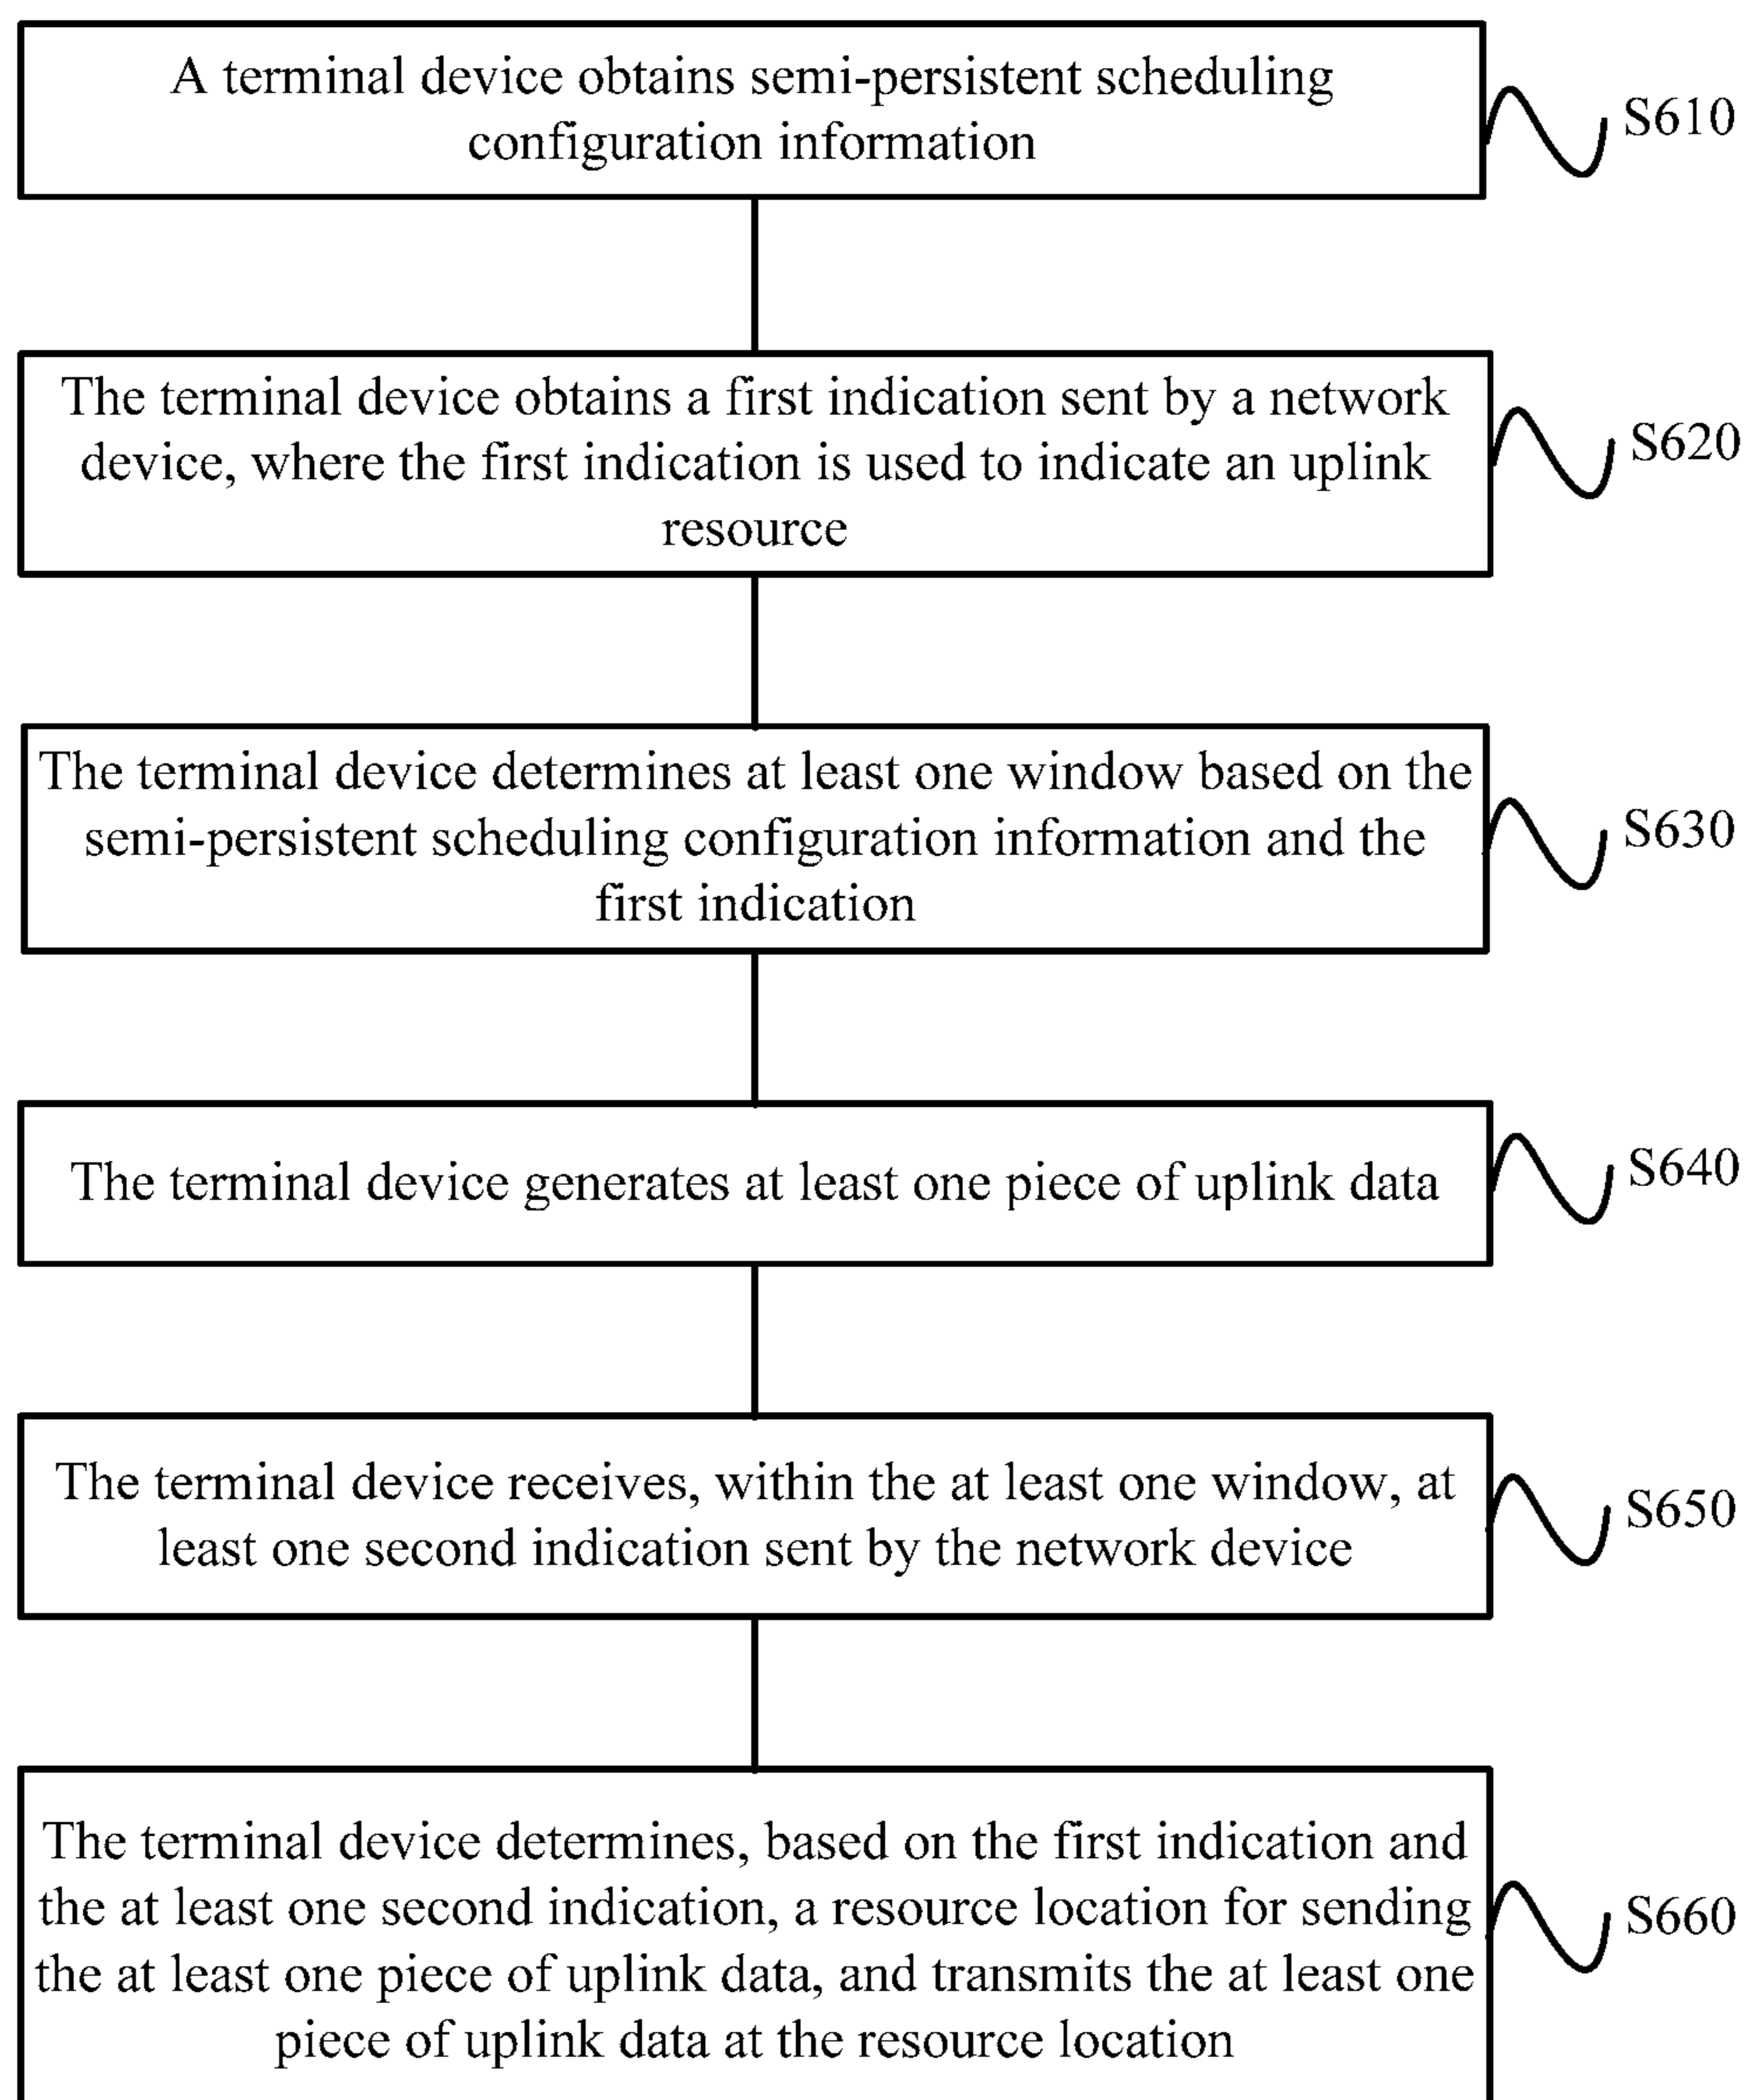 A terminal device obtains semi-persistent scheduling
configuration information
S610
The terminal device obtains a first indication sent by a network
device, where the first indication is used to indicate an uplink
resource
S620
The terminal device determines at least one window based on the
semi-persistent scheduling configuration information and the
first indication
S630
The terminal device generates at least one piece of uplink data
S640
The terminal device receives, within the at least one window, at
least one second indication sent by the network device
S650
The terminal device determines, based on the first indication and
the at least one second indication, a resource location for sending
the at least one piece of uplink data, and transmits the at least one
piece of uplink data at the resource location
S660